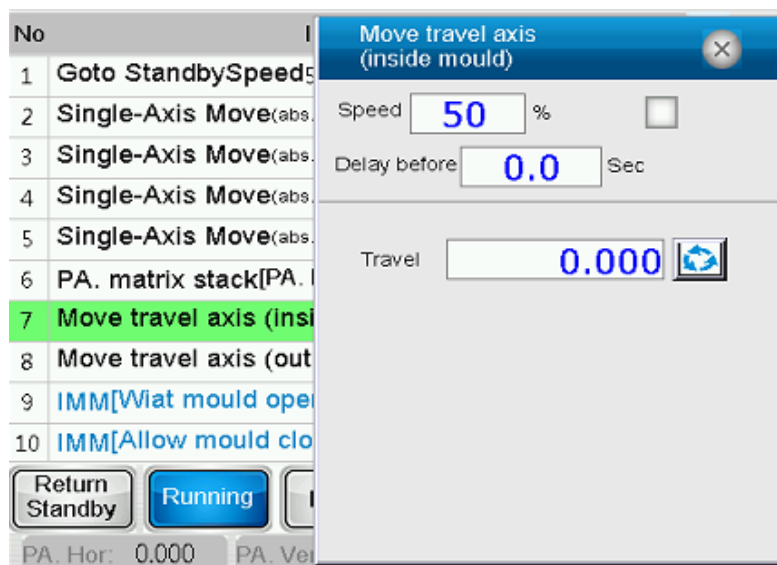 No
1 Goto StandbySpeed5
2 Single-Axis Move(abs.
3 Single-Axis Move(abs.
4 Single-Axis Move(abs.
5 Single-Axis Move(abs.
6 PA. matrix stack[PA.
7 Move travel axis (insi
8 Move travel axis (out
9 IMM[Wiat mould ope
10 IMM[Allow mould clo
Return
Standby
Running
PA. Hor: 0.000 PA. Ver
Move travel axis
(inside mould)
Speed 50 %
Delay before 0.0 Sec
Travel 0.000